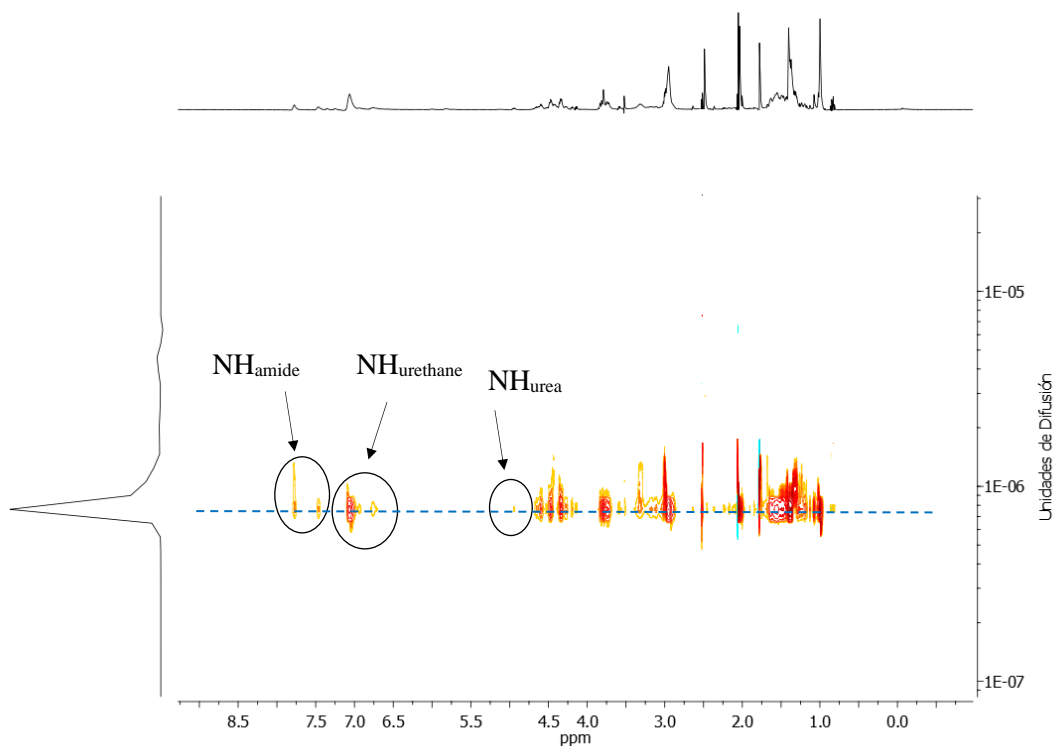 NHamide
NHurethane
NHurea
1E-05
1E-06
1E-07
Unidades de Difusión
8.5 7.5 7.0 6.5 5.5 4.5 4.0 3.0 2.0 1.0 0.0
ppm